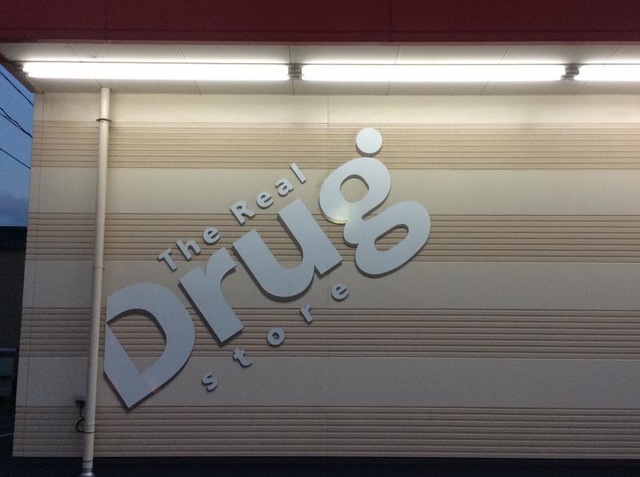 The Real
Drug
store